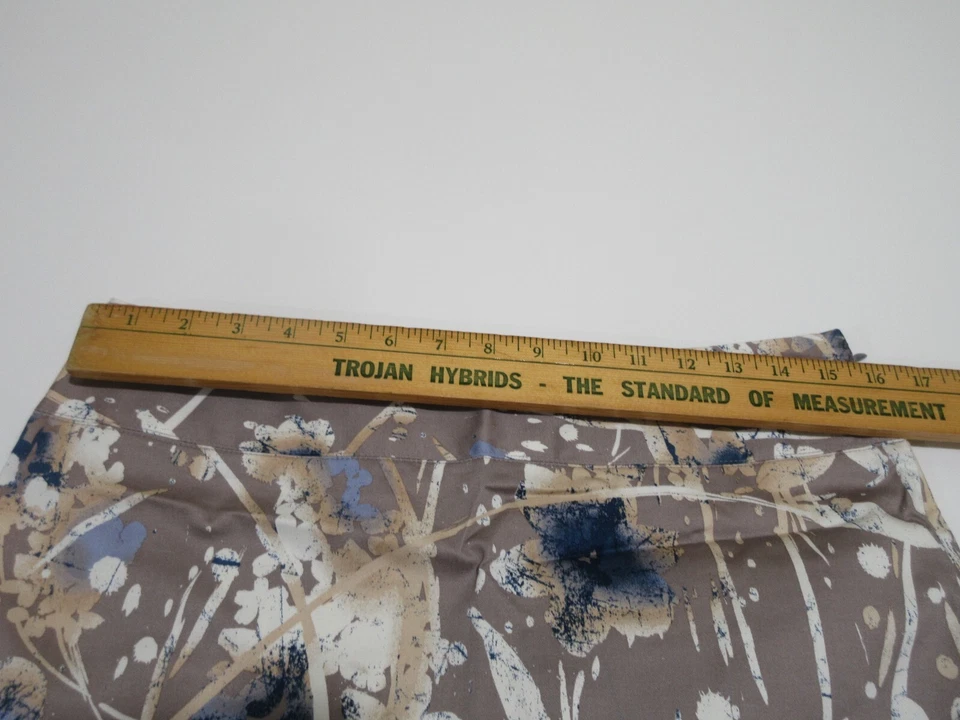 1 2 3 4 5 6 7 8 9 10 11 12 13 14 15 16 17
TROJAN HYBRIDS - THE STANDARD OF MEASUREMENT